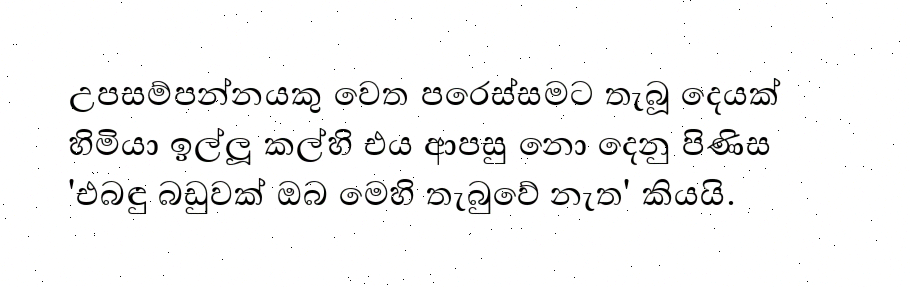 උපසම්පන්නයකු වෙත පරෙස්සමට තැබූ දෙයක්
හිමියා ඉල්ලූ කල්හි එය ආපසු නො දෙනු පිණිස
'එබඳු බඩුවක් ඔබ මෙහි තැබුවේ නැත' කියයි.